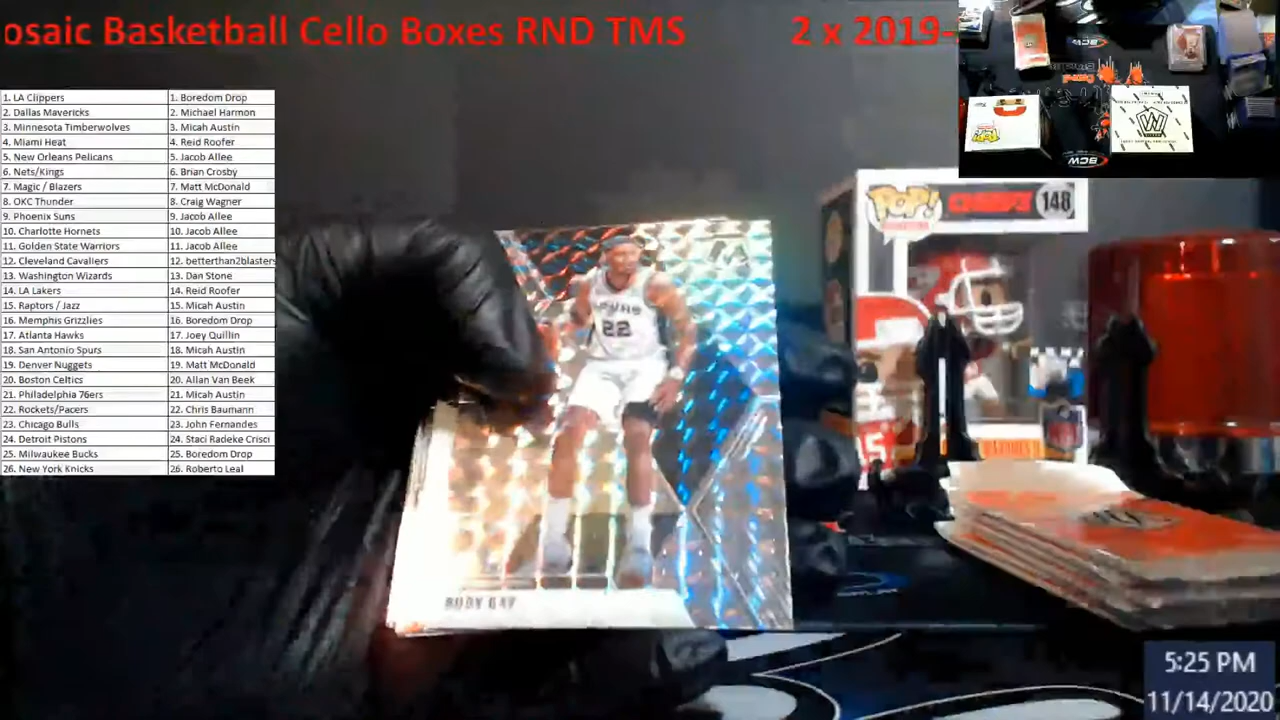 osaic Basketball Cello Boxes RND TMS 2 x 2019-
1. LA Clippers 1. Boredom Drop
2. Dallas Mavericks 2. Michael Harmon
3. Minnesota Timberwolves 3. Micah Austin
4. Miami Heat 4. Reid Roofer
5. New Orleans Pelicans 5. Jacob Allee
6. Nets/Kings 6. Brian Crosby
7. Magic / Blazers 7. Matt McDonald
8. OKC Thunder 8. Craig Wagner
9. Phoenix Suns 9. Jacob Allee
10. Charlotte Hornets 10. Jacob Allee
11. Golden State Warriors 11. Jacob Allee
12. Cleveland Cavaliers 12. betterthan2blasters
13. Washington Wizards 13. Dan Stone
14. LA Lakers 14. Reid Roofer
15. Raptors / Jazz 15. Micah Austin
16. Memphis Grizzlies 16. Boredom Drop
17. Atlanta Hawks 17. Joey Quillin
18. San Antonio Spurs 18. Micah Austin
19. Denver Nuggets 19. Matt McDonald
20. Boston Celtics 20. Allan Van Beek
21. Philadelphia 76ers 21. Micah Austin
22. Rockets/Pacers 22. Chris Baumann
23. Chicago Bulls 23. John Fernandes
24. Detroit Pistons 24. Staci Radeke Crisci
25. Milwaukee Bucks 25. Boredom Drop
26. New York Knicks 26. Roberto Leal
BCW
POP! CHIEFS 148
SPURS
22
RUDY GAY
NFL
5:25 PM
11/14/2020